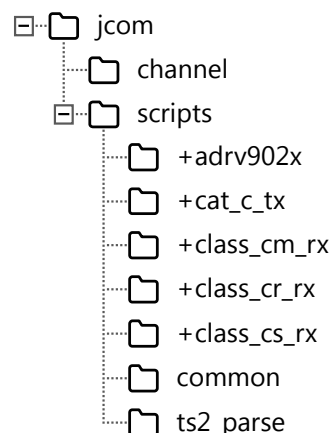 jcom
channel
scripts
+adrv902x
+cat_c_tx
+class_cm_rx
+class_cr_rx
+class_cs_rx
common
ts2_parse